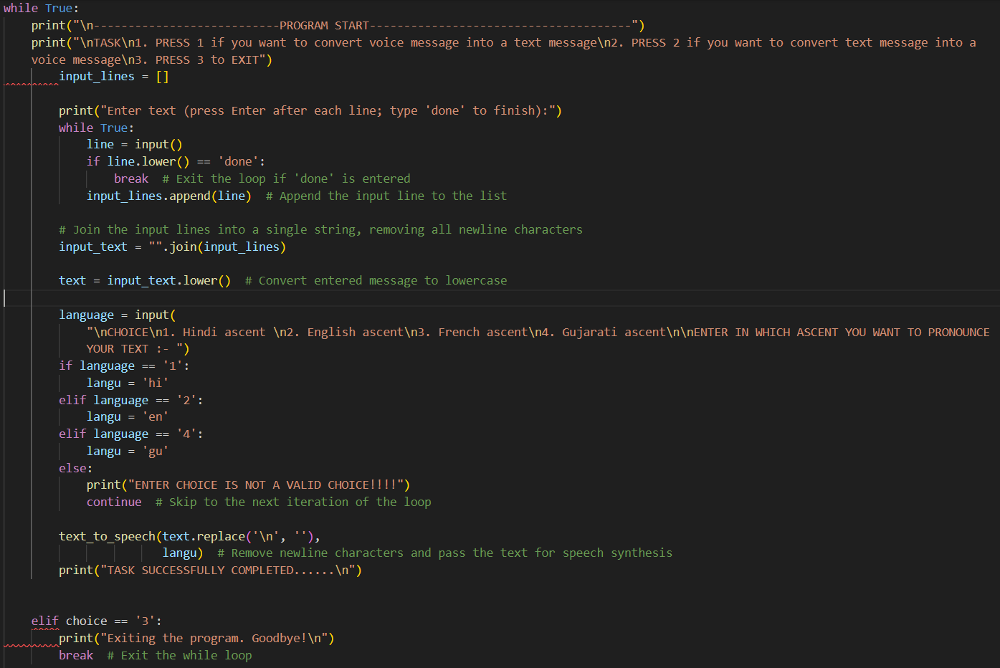 while True:
    print("\n---------------------------PROGRAM START--------------------------------------")
    print("\nTASK\n1. PRESS 1 if you want to convert voice message into a text message\n2. PRESS 2 if you want to convert text message into a
    voice message\n3. PRESS 3 to EXIT")
        input_lines = []

        print("Enter text (press Enter after each line; type 'done' to finish):")
        while True:
            line = input()
            if line.lower() == 'done':
                break  # Exit the loop if 'done' is entered
            input_lines.append(line)  # Append the input line to the list

        # Join the input lines into a single string, removing all newline characters
        input_text = "".join(input_lines)

        text = input_text.lower()  # Convert entered message to lowercase

        language = input(
            "\nCHOICE\n1. Hindi ascent \n2. English ascent\n3. French ascent\n4. Gujarati ascent\n\nENTER IN WHICH ASCENT YOU WANT TO PRONOUNCE
            YOUR TEXT :- ")
        if language == '1':
            langu = 'hi'
        elif language == '2':
            langu = 'en'
        elif language == '4':
            langu = 'gu'
        else:
            print("ENTER CHOICE IS NOT A VALID CHOICE!!!!")
            continue  # Skip to the next iteration of the loop

        text_to_speech(text.replace('\n', ''),
                       langu)  # Remove newline characters and pass the text for speech synthesis
        print("TASK SUCCESSFULLY COMPLETED......\n")


    elif choice == '3':
        print("Exiting the program. Goodbye!\n")
        break  # Exit the while loop